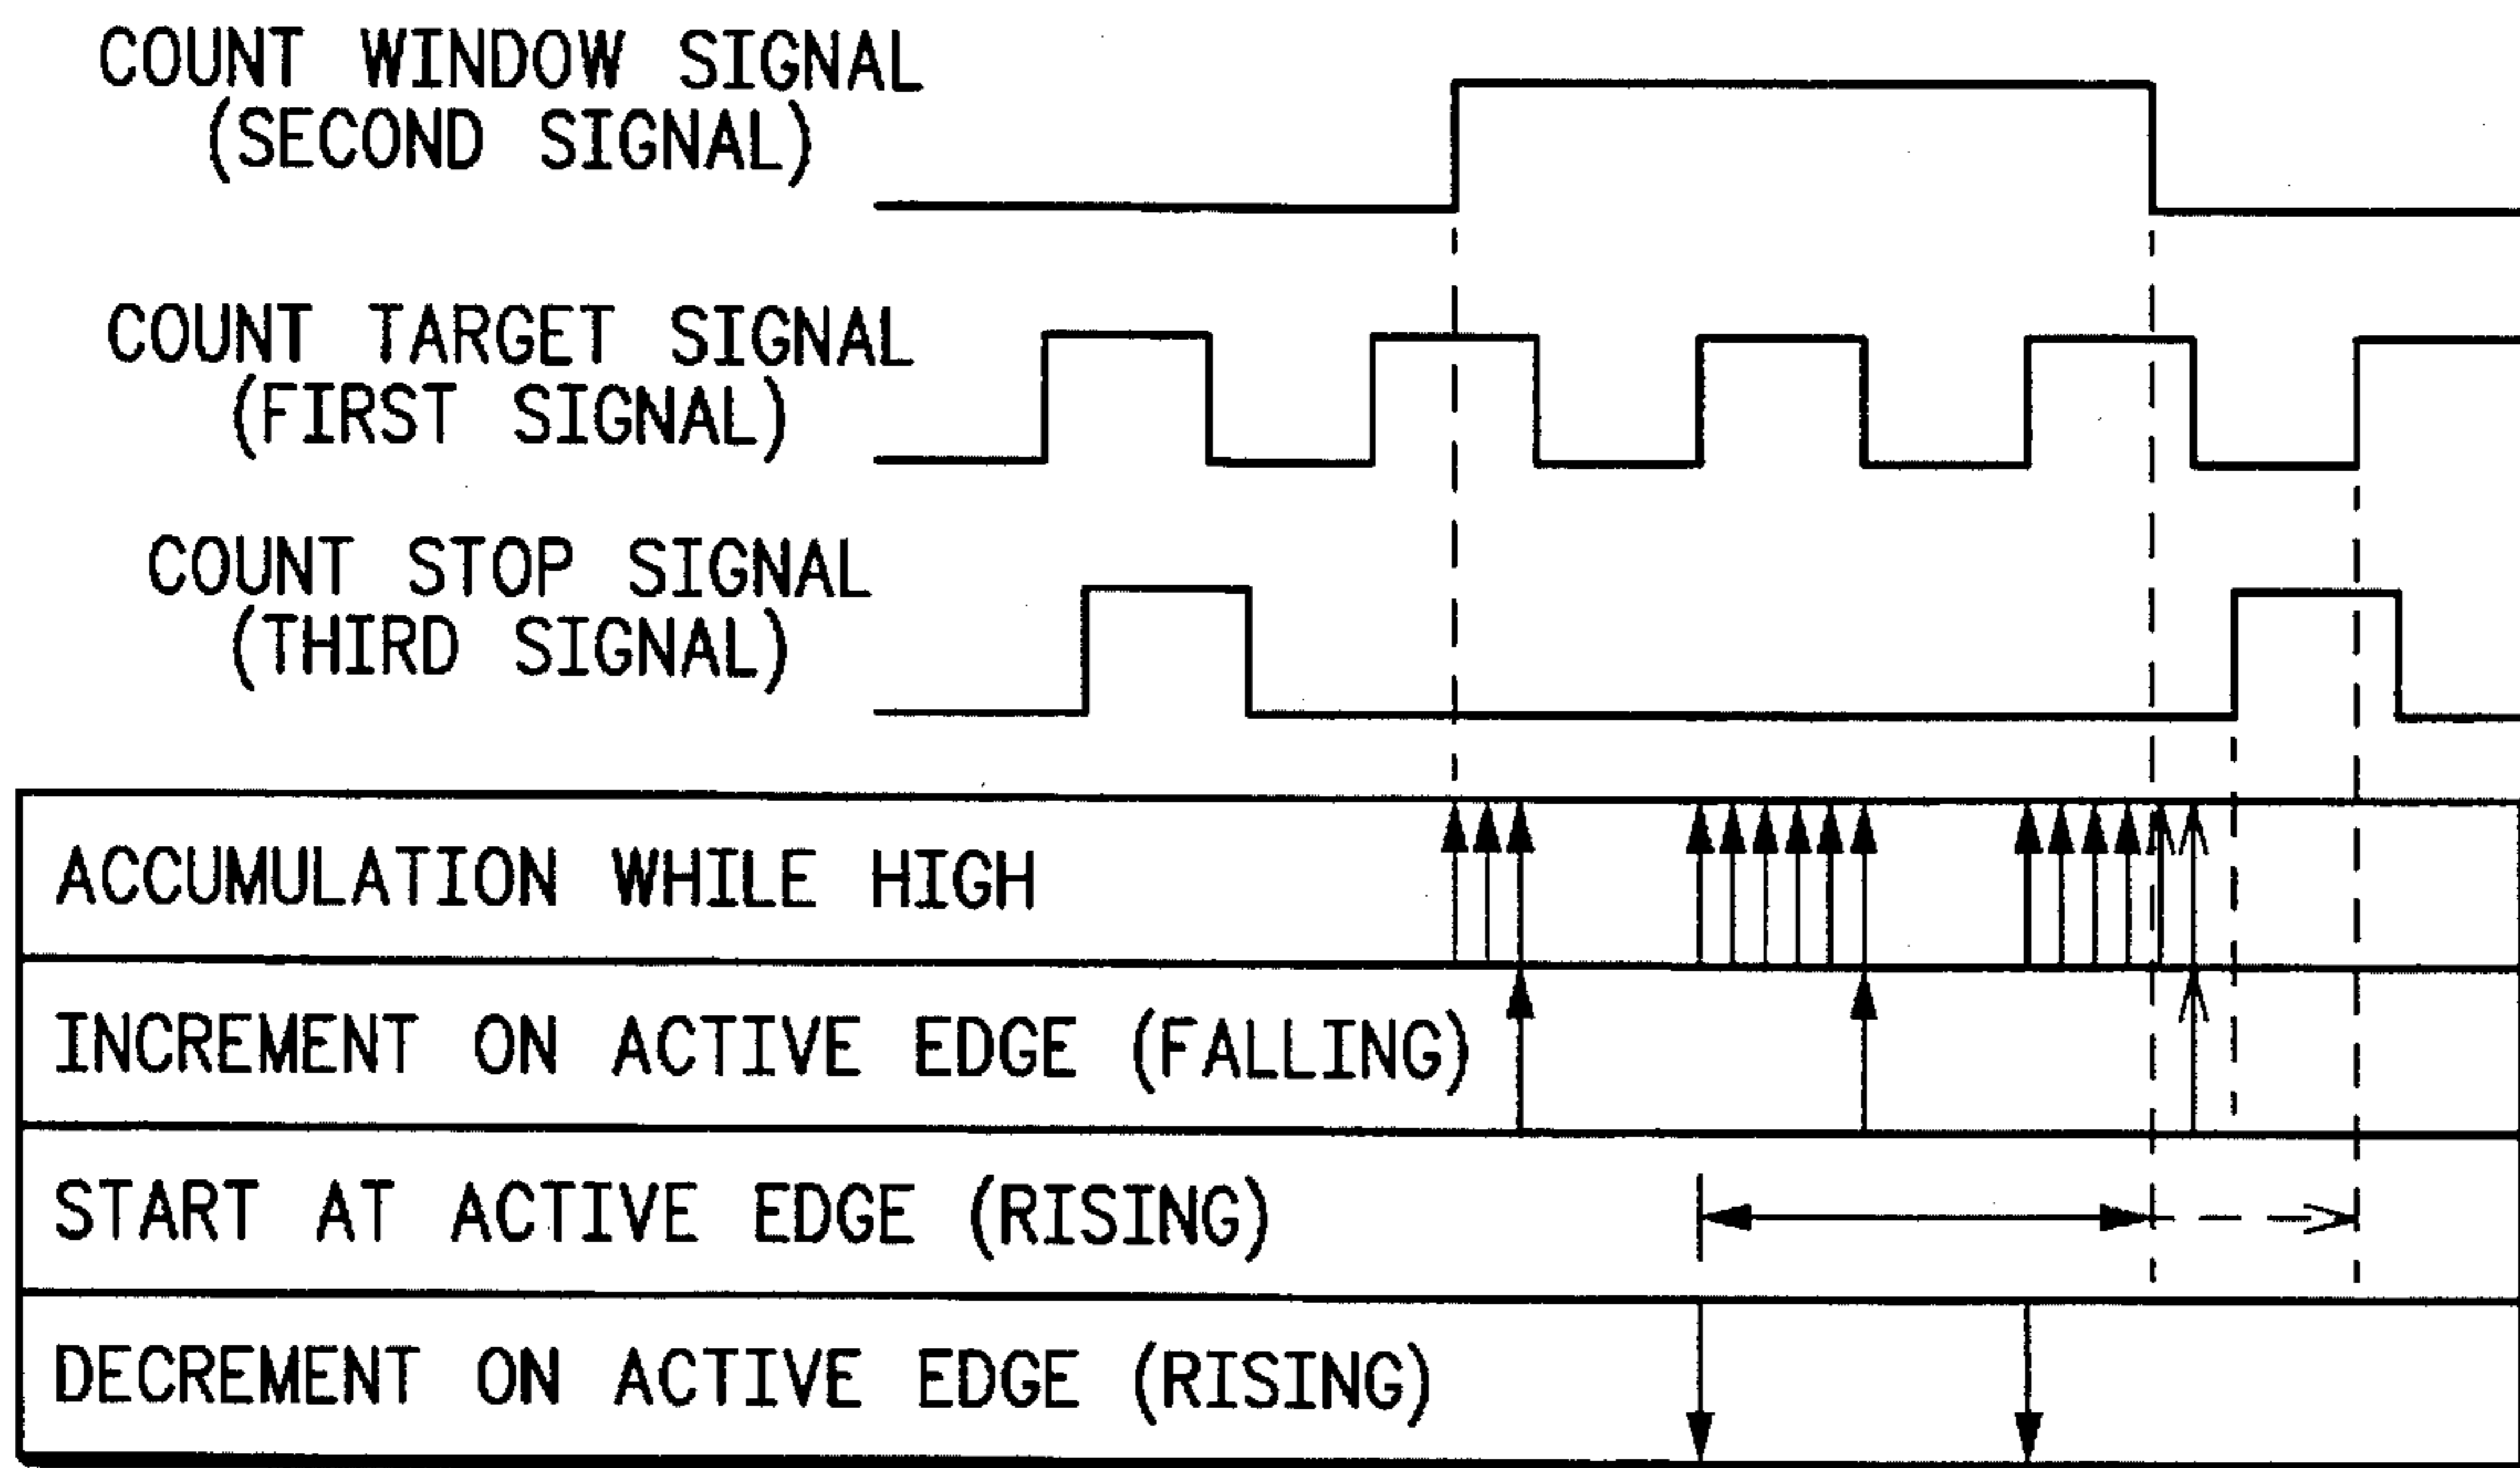 COUNT WINDOW SIGNAL
(SECOND SIGNAL)
COUNT TARGET SIGNAL
(FIRST SIGNAL)
COUNT STOP SIGNAL
(THIRD SIGNAL)
ACCUMULATION WHILE HIGH
INCREMENT ON ACTIVE EDGE (FALLING)
START AT ACTIVE EDGE (RISING)
DECREMENT ON ACTIVE EDGE (RISING)